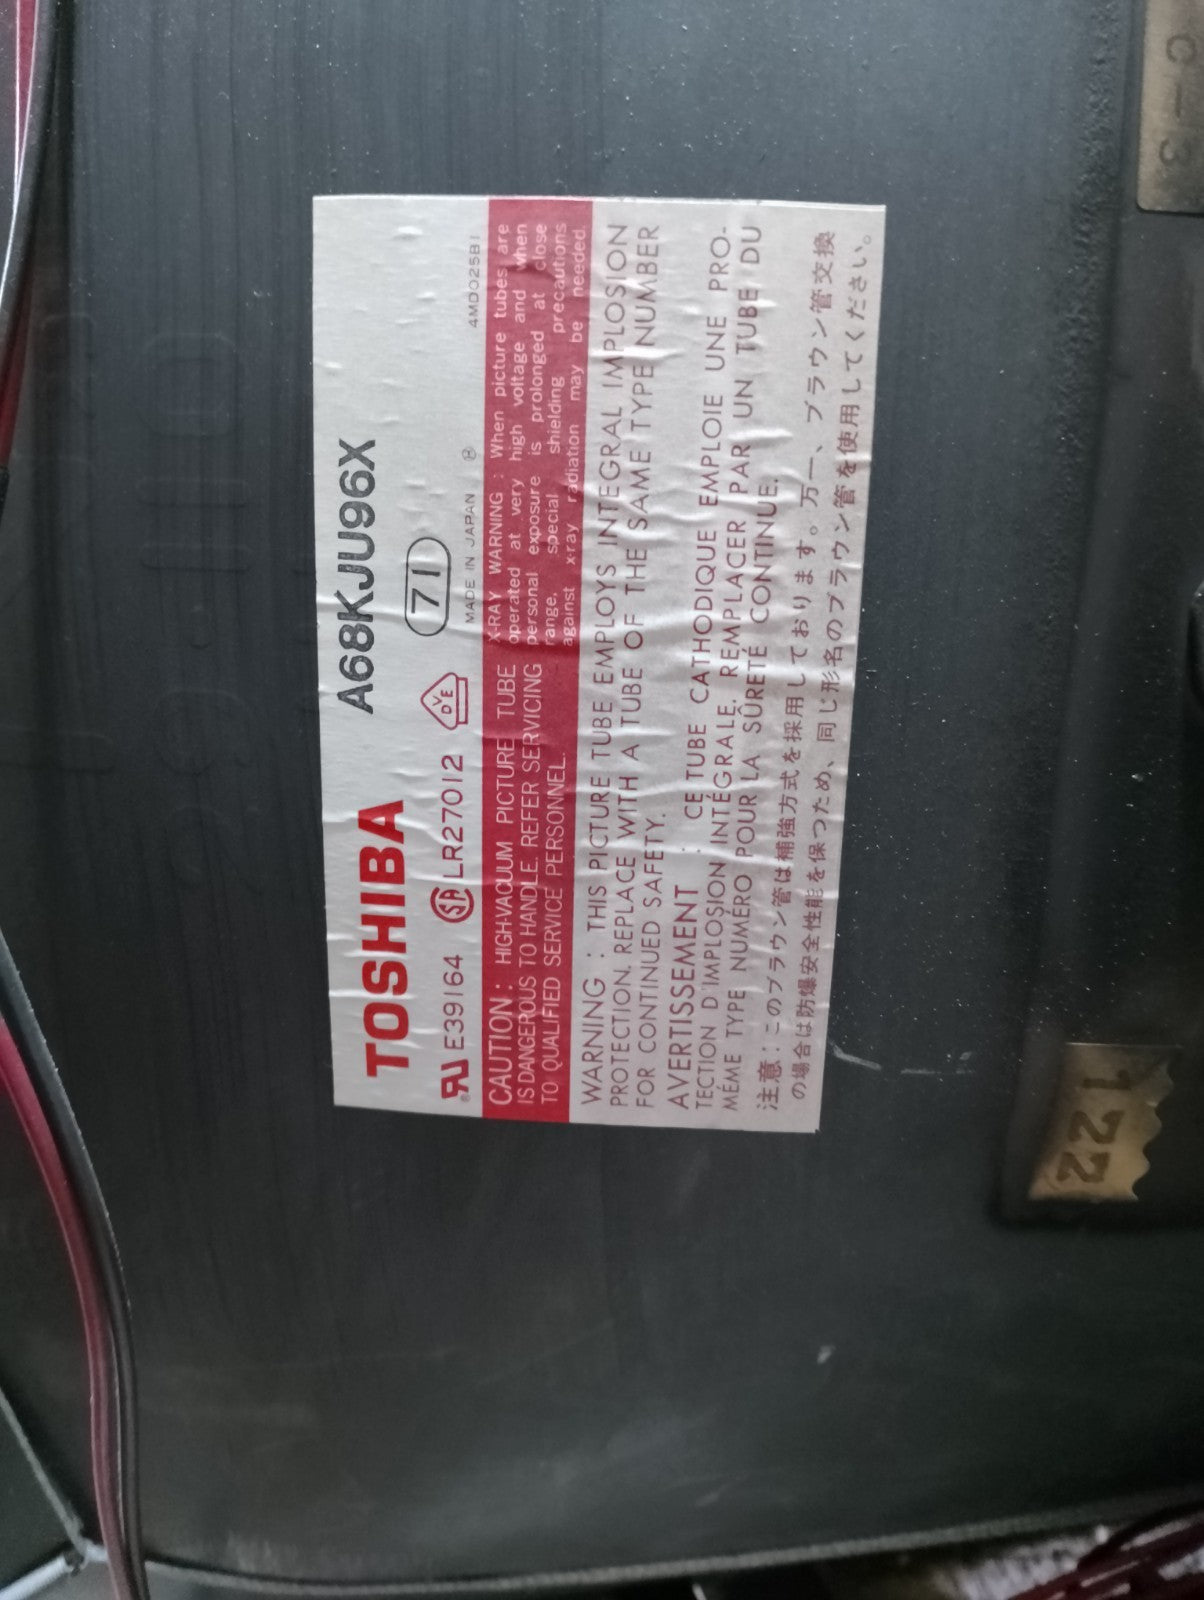 TOSHIBA A68KJU96X
E39164 SA LR27012 VDE 71
MADE IN JAPAN H 4MD025B1
CAUTION : HIGH-VACUUM PICTURE TUBE
IS DANGEROUS TO HANDLE. REFER SERVICING
TO QUALIFIED SERVICE PERSONNEL.
X-RAY WARNING : When picture tubes are
operated at very high voltage and when
personal exposure is prolonged at close
range, special shielding precautions
against x-ray radiation may be needed.
WARNING : THIS PICTURE TUBE EMPLOYS INTEGRAL IMPLOSION
PROTECTION. REPLACE WITH A TUBE OF THE SAME TYPE NUMBER
FOR CONTINUED SAFETY.
AVERTISSEMENT : CE TUBE CATHODIQUE EMPLOIE UNE PRO-
TECTION D'IMPLOSION INTÉGRALE. REMPLACER PAR UN TUBE DU
MÉME TYPE NUMÉRO POUR LA SÛRETÉ CONTINUE.
注意：このブラウン管は補強方式を採用しております。万一、ブラウン管交換
の場合は防爆安全性能を保つため、同じ形名のブラウン管を使用してください。
C-3
122